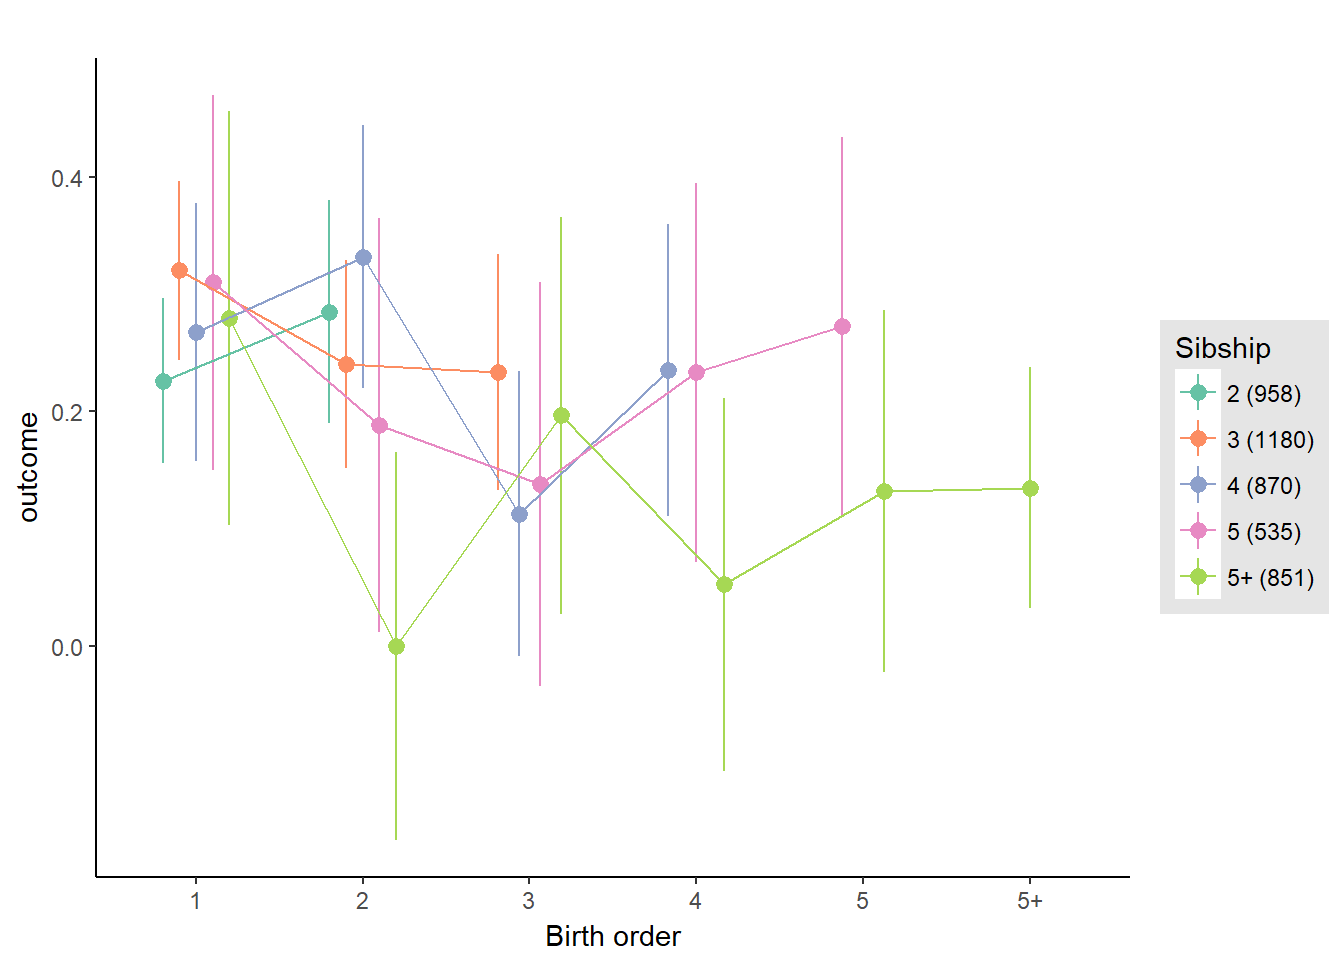 0.4
0.2
0.0
outcome
1 2 3 4 5 5+
Birth order
Sibship
2 (958)
3 (1180)
4 (870)
5 (535)
5+ (851)